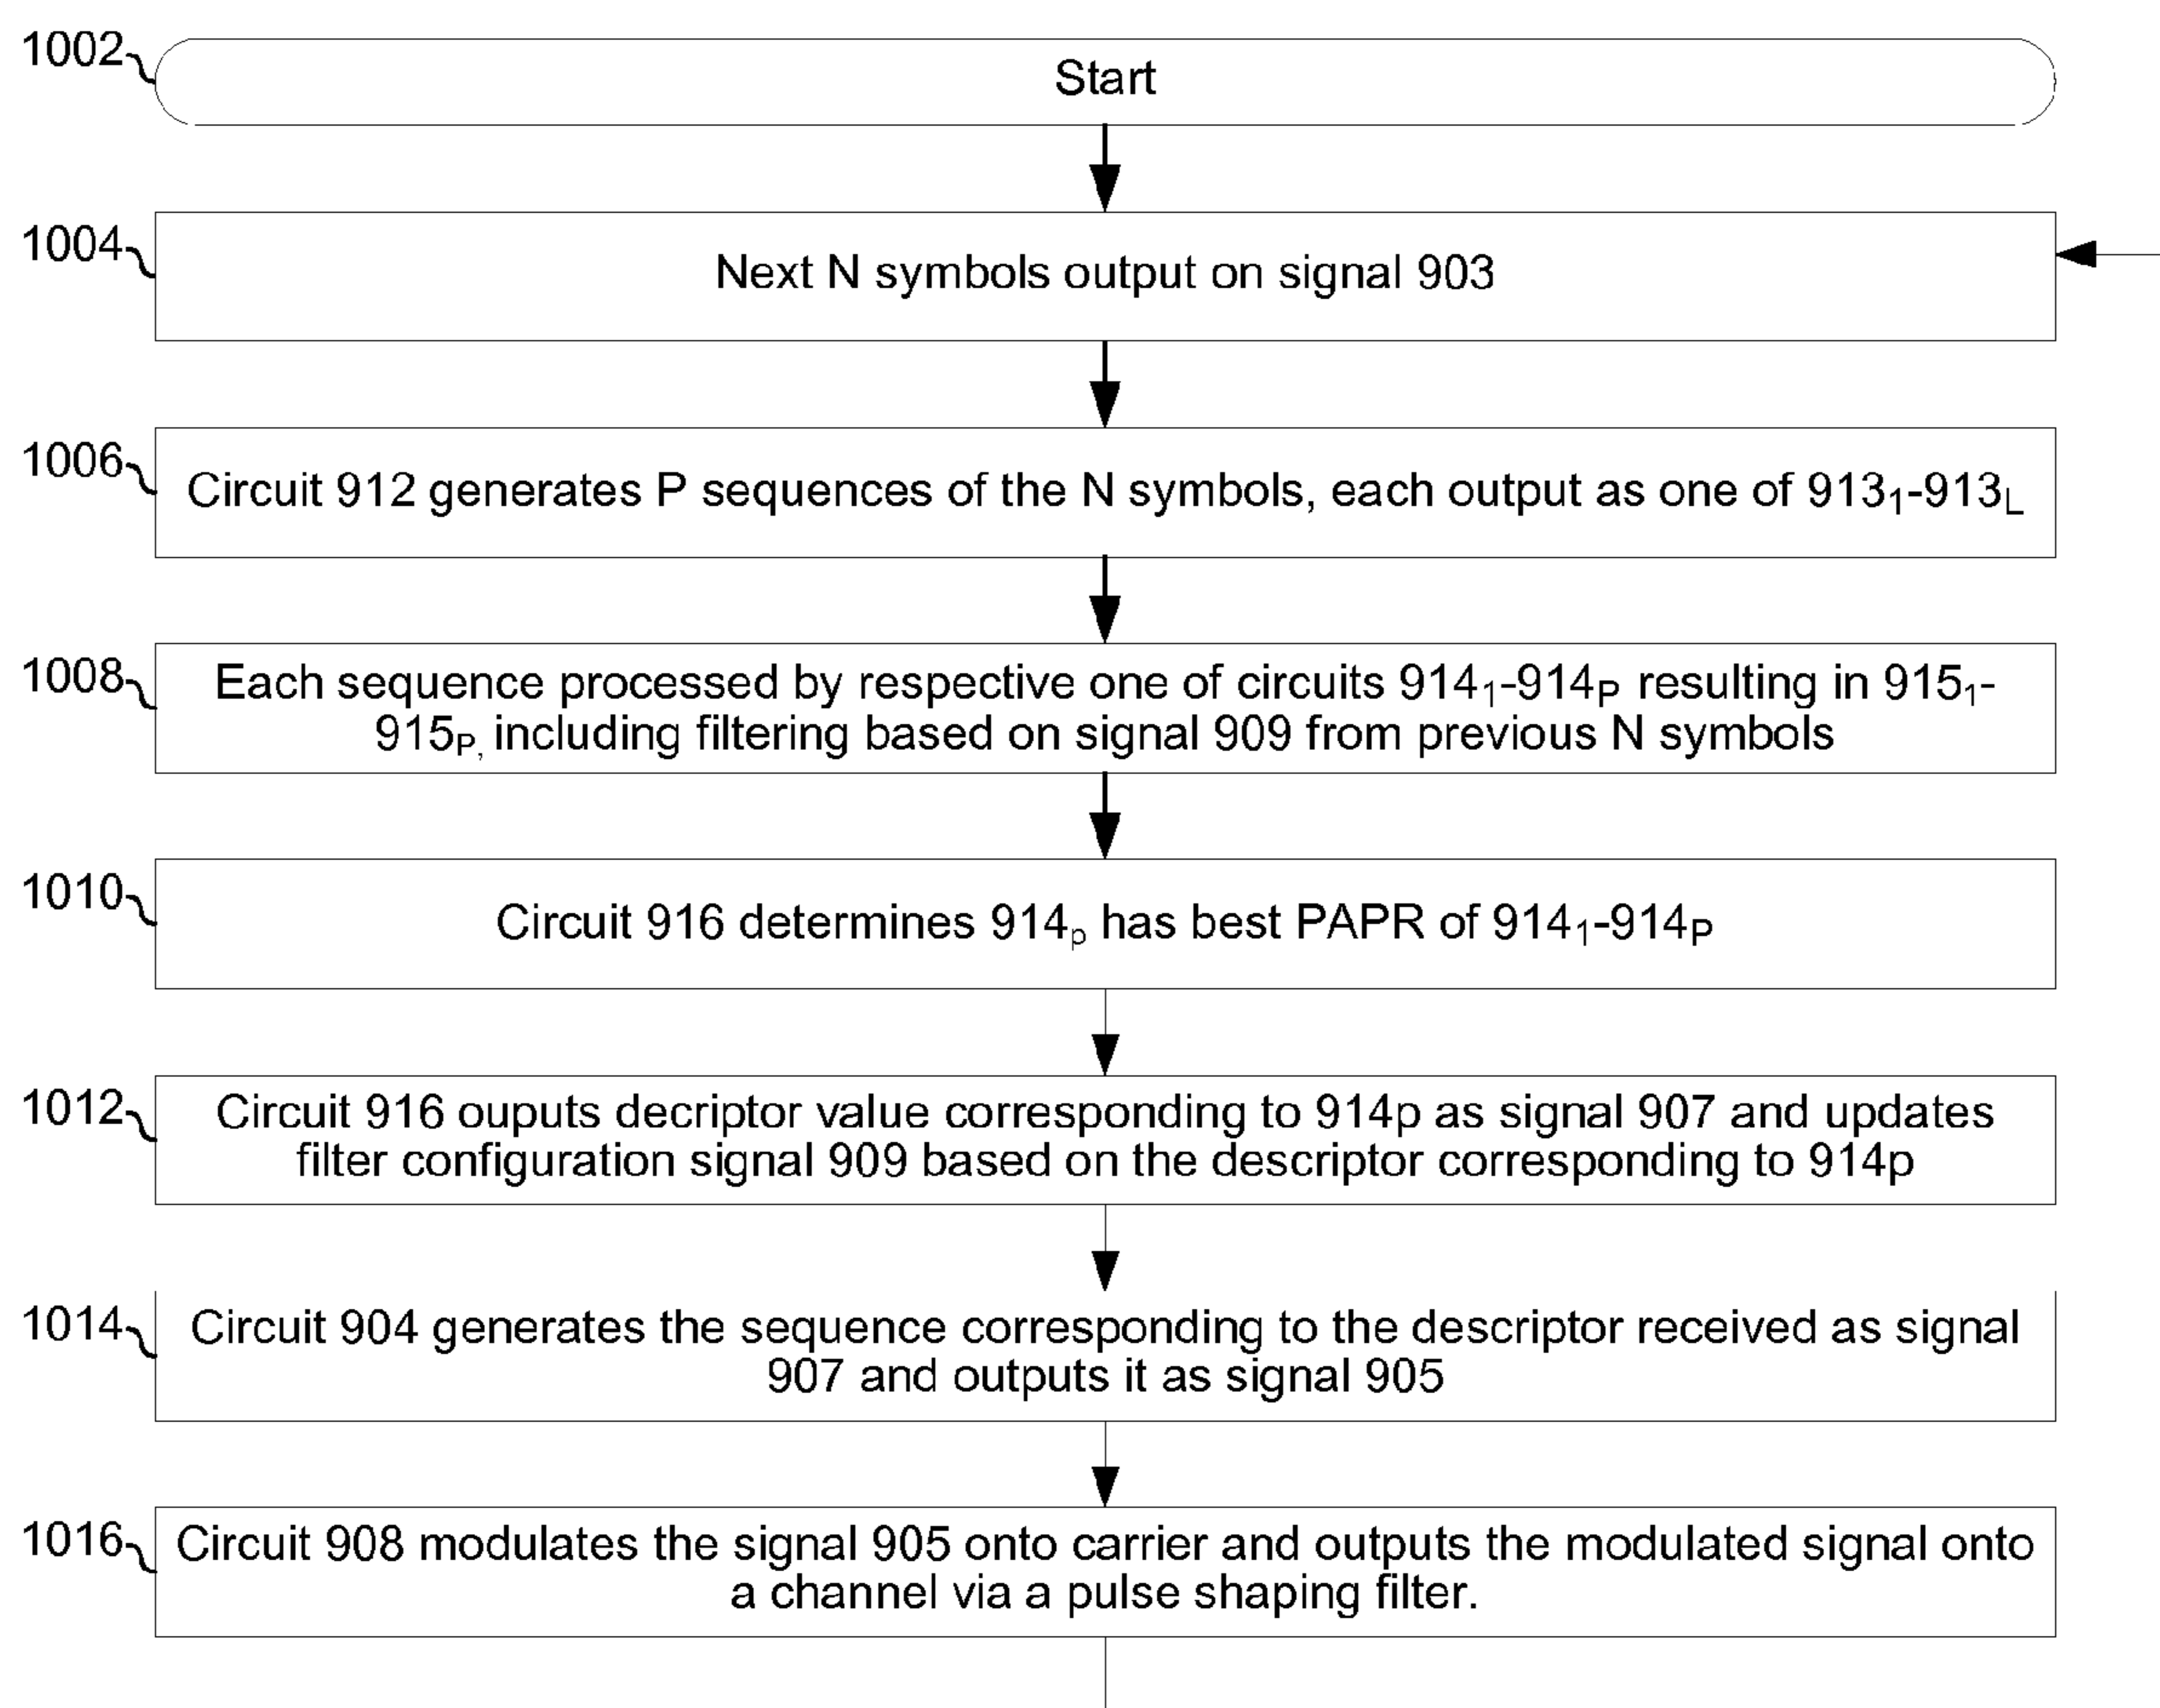 1002
Start
1004
Next N symbols output on signal 903
1006
Circuit 912 generates P sequences of the N symbols, each output as one of 913₁-913L
1008
Each sequence processed by respective one of circuits 914₁-914P resulting in 915₁-
915P, including filtering based on signal 909 from previous N symbols
1010
Circuit 916 determines 914p has best PAPR of 914₁-914P
1012
Circuit 916 ouputs decriptor value corresponding to 914p as signal 907 and updates
filter configuration signal 909 based on the descriptor corresponding to 914p
1014
Circuit 904 generates the sequence corresponding to the descriptor received as signal
907 and outputs it as signal 905
1016
Circuit 908 modulates the signal 905 onto carrier and outputs the modulated signal onto
a channel via a pulse shaping filter.